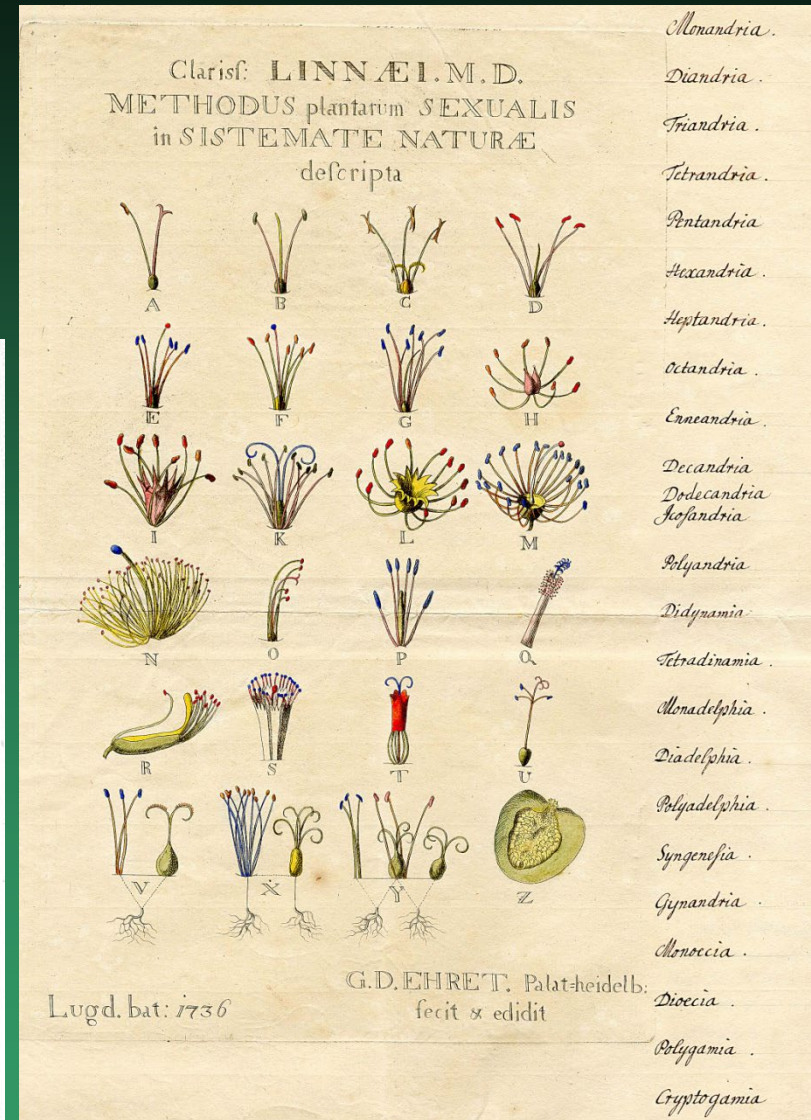 Clarisſ: LINNÆI. M. D.
METHODUS plantarum SEXUALIS
in SISTEMATE NATURÆ
deſcripta
A B C D
E F G H
I K L M
N O P Q
R S T U
V X Y Z
Lugd. bat: 1736
G. D. EHRET. Palat=heidelb:
fecit & edidit
Monandria.
Diandria.
Triandria.
Tetrandria.
Pentandria
Hexandria.
Heptandria.
Octandria.
Enneandria.
Decandria
Dodecandria
Jcoſandria
Polyandria
Didynamia
Tetradinamia.
Monadelphia.
Diadelphia.
Polyadelphia.
Syngeneſia.
Gynandria.
Monoecia.
Dioecia.
Polygamia.
Cryptogamia